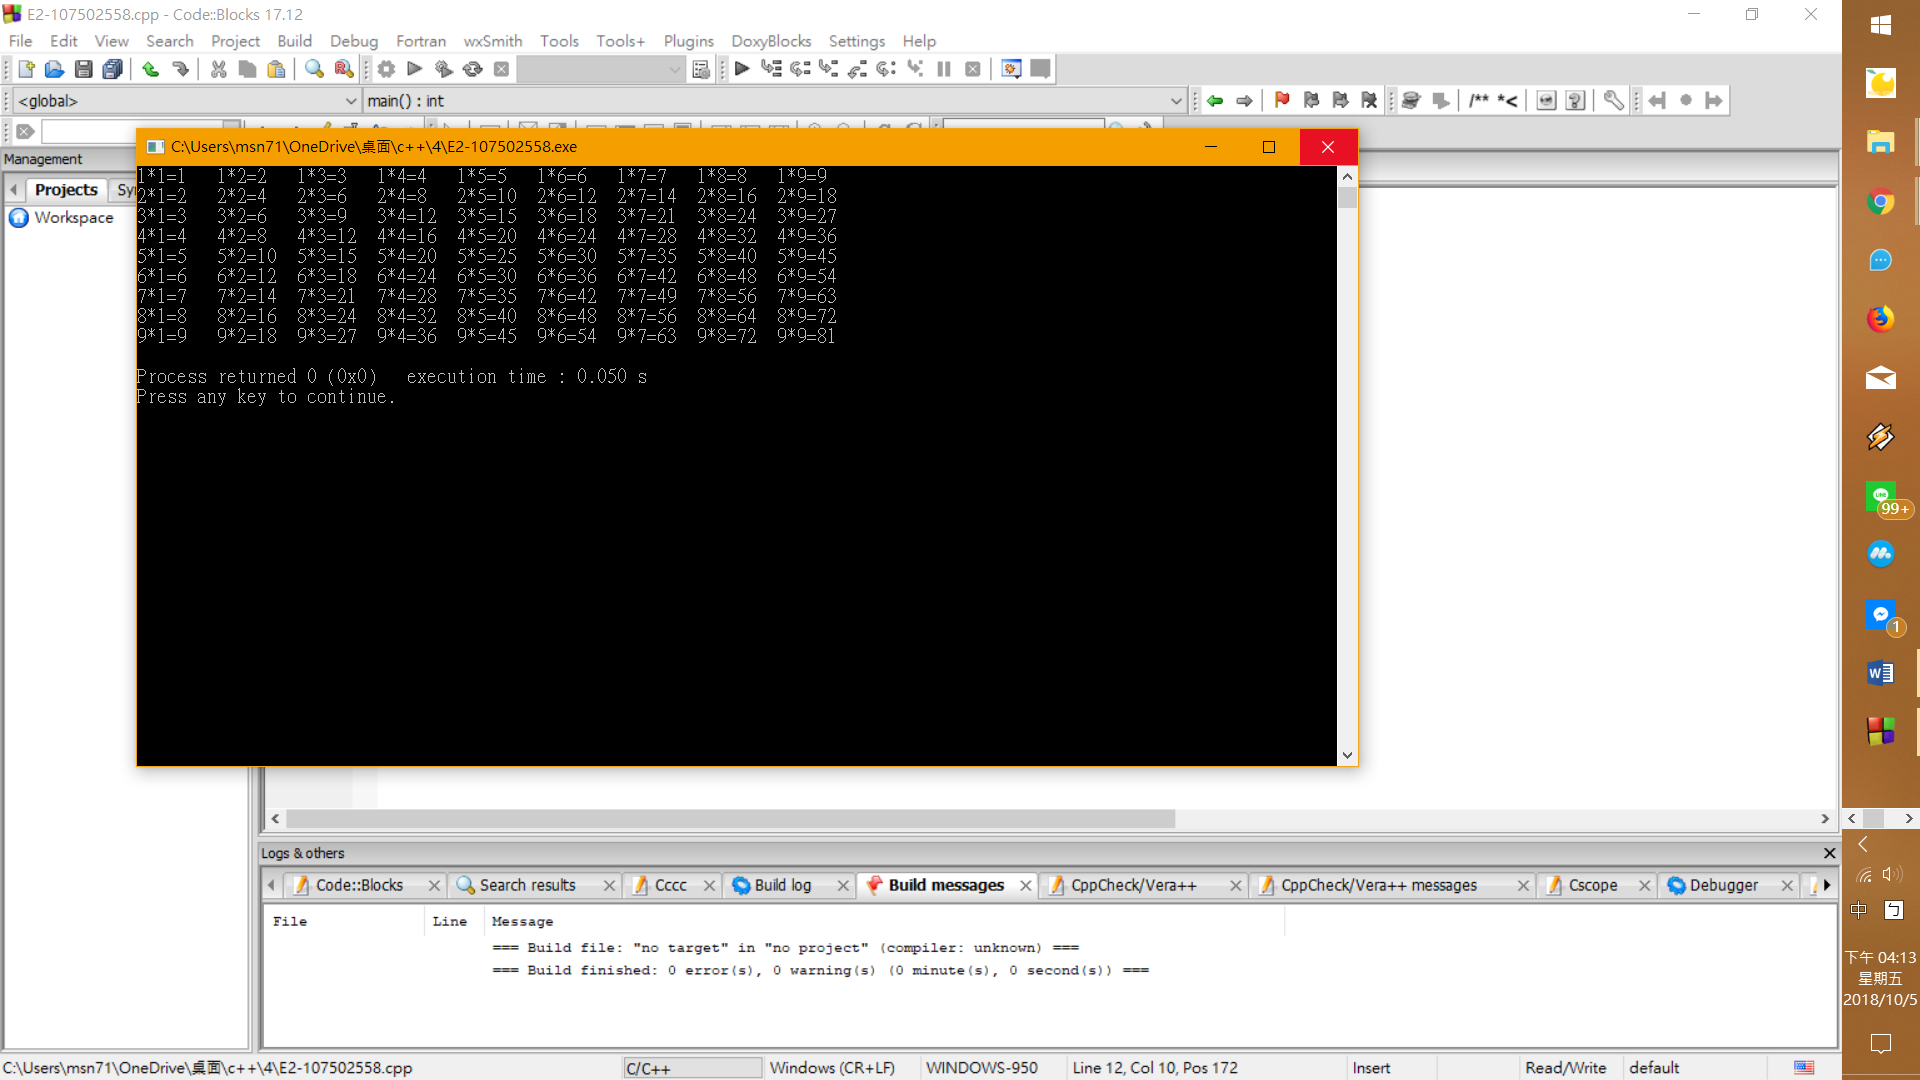 E2-107502558.cpp - Code::Blocks 17.12
File Edit View Search Project Build Debug Fortran wxSmith Tools Tools+ Plugins DoxyBlocks Settings Help
<global> main() : int
/** *<
C:\Users\msn71\OneDrive\桌面\c++\4\E2-107502558.exe
Management
Projects Sy
Workspace
1*1=1 1*2=2 1*3=3 1*4=4 1*5=5 1*6=6 1*7=7 1*8=8 1*9=9
2*1=2 2*2=4 2*3=6 2*4=8 2*5=10 2*6=12 2*7=14 2*8=16 2*9=18
3*1=3 3*2=6 3*3=9 3*4=12 3*5=15 3*6=18 3*7=21 3*8=24 3*9=27
4*1=4 4*2=8 4*3=12 4*4=16 4*5=20 4*6=24 4*7=28 4*8=32 4*9=36
5*1=5 5*2=10 5*3=15 5*4=20 5*5=25 5*6=30 5*7=35 5*8=40 5*9=45
6*1=6 6*2=12 6*3=18 6*4=24 6*5=30 6*6=36 6*7=42 6*8=48 6*9=54
7*1=7 7*2=14 7*3=21 7*4=28 7*5=35 7*6=42 7*7=49 7*8=56 7*9=63
8*1=8 8*2=16 8*3=24 8*4=32 8*5=40 8*6=48 8*7=56 8*8=64 8*9=72
9*1=9 9*2=18 9*3=27 9*4=36 9*5=45 9*6=54 9*7=63 9*8=72 9*9=81
Process returned 0 (0x0) execution time : 0.050 s
Press any key to continue.
Logs & others
Code::Blocks Search results Cccc Build log Build messages CppCheck/Vera++ CppCheck/Vera++ messages Cscope Debugger
File Line Message
=== Build file: "no target" in "no project" (compiler: unknown) ===
=== Build finished: 0 error(s), 0 warning(s) (0 minute(s), 0 second(s)) ===
C:\Users\msn71\OneDrive\桌面\c++\4\E2-107502558.cpp C/C++ Windows (CR+LF) WINDOWS-950 Line 12, Col 10, Pos 172 Insert Read/Write default
LINE
99+
1
W
中 ㄅ
下午 04:13
星期五
2018/10/5